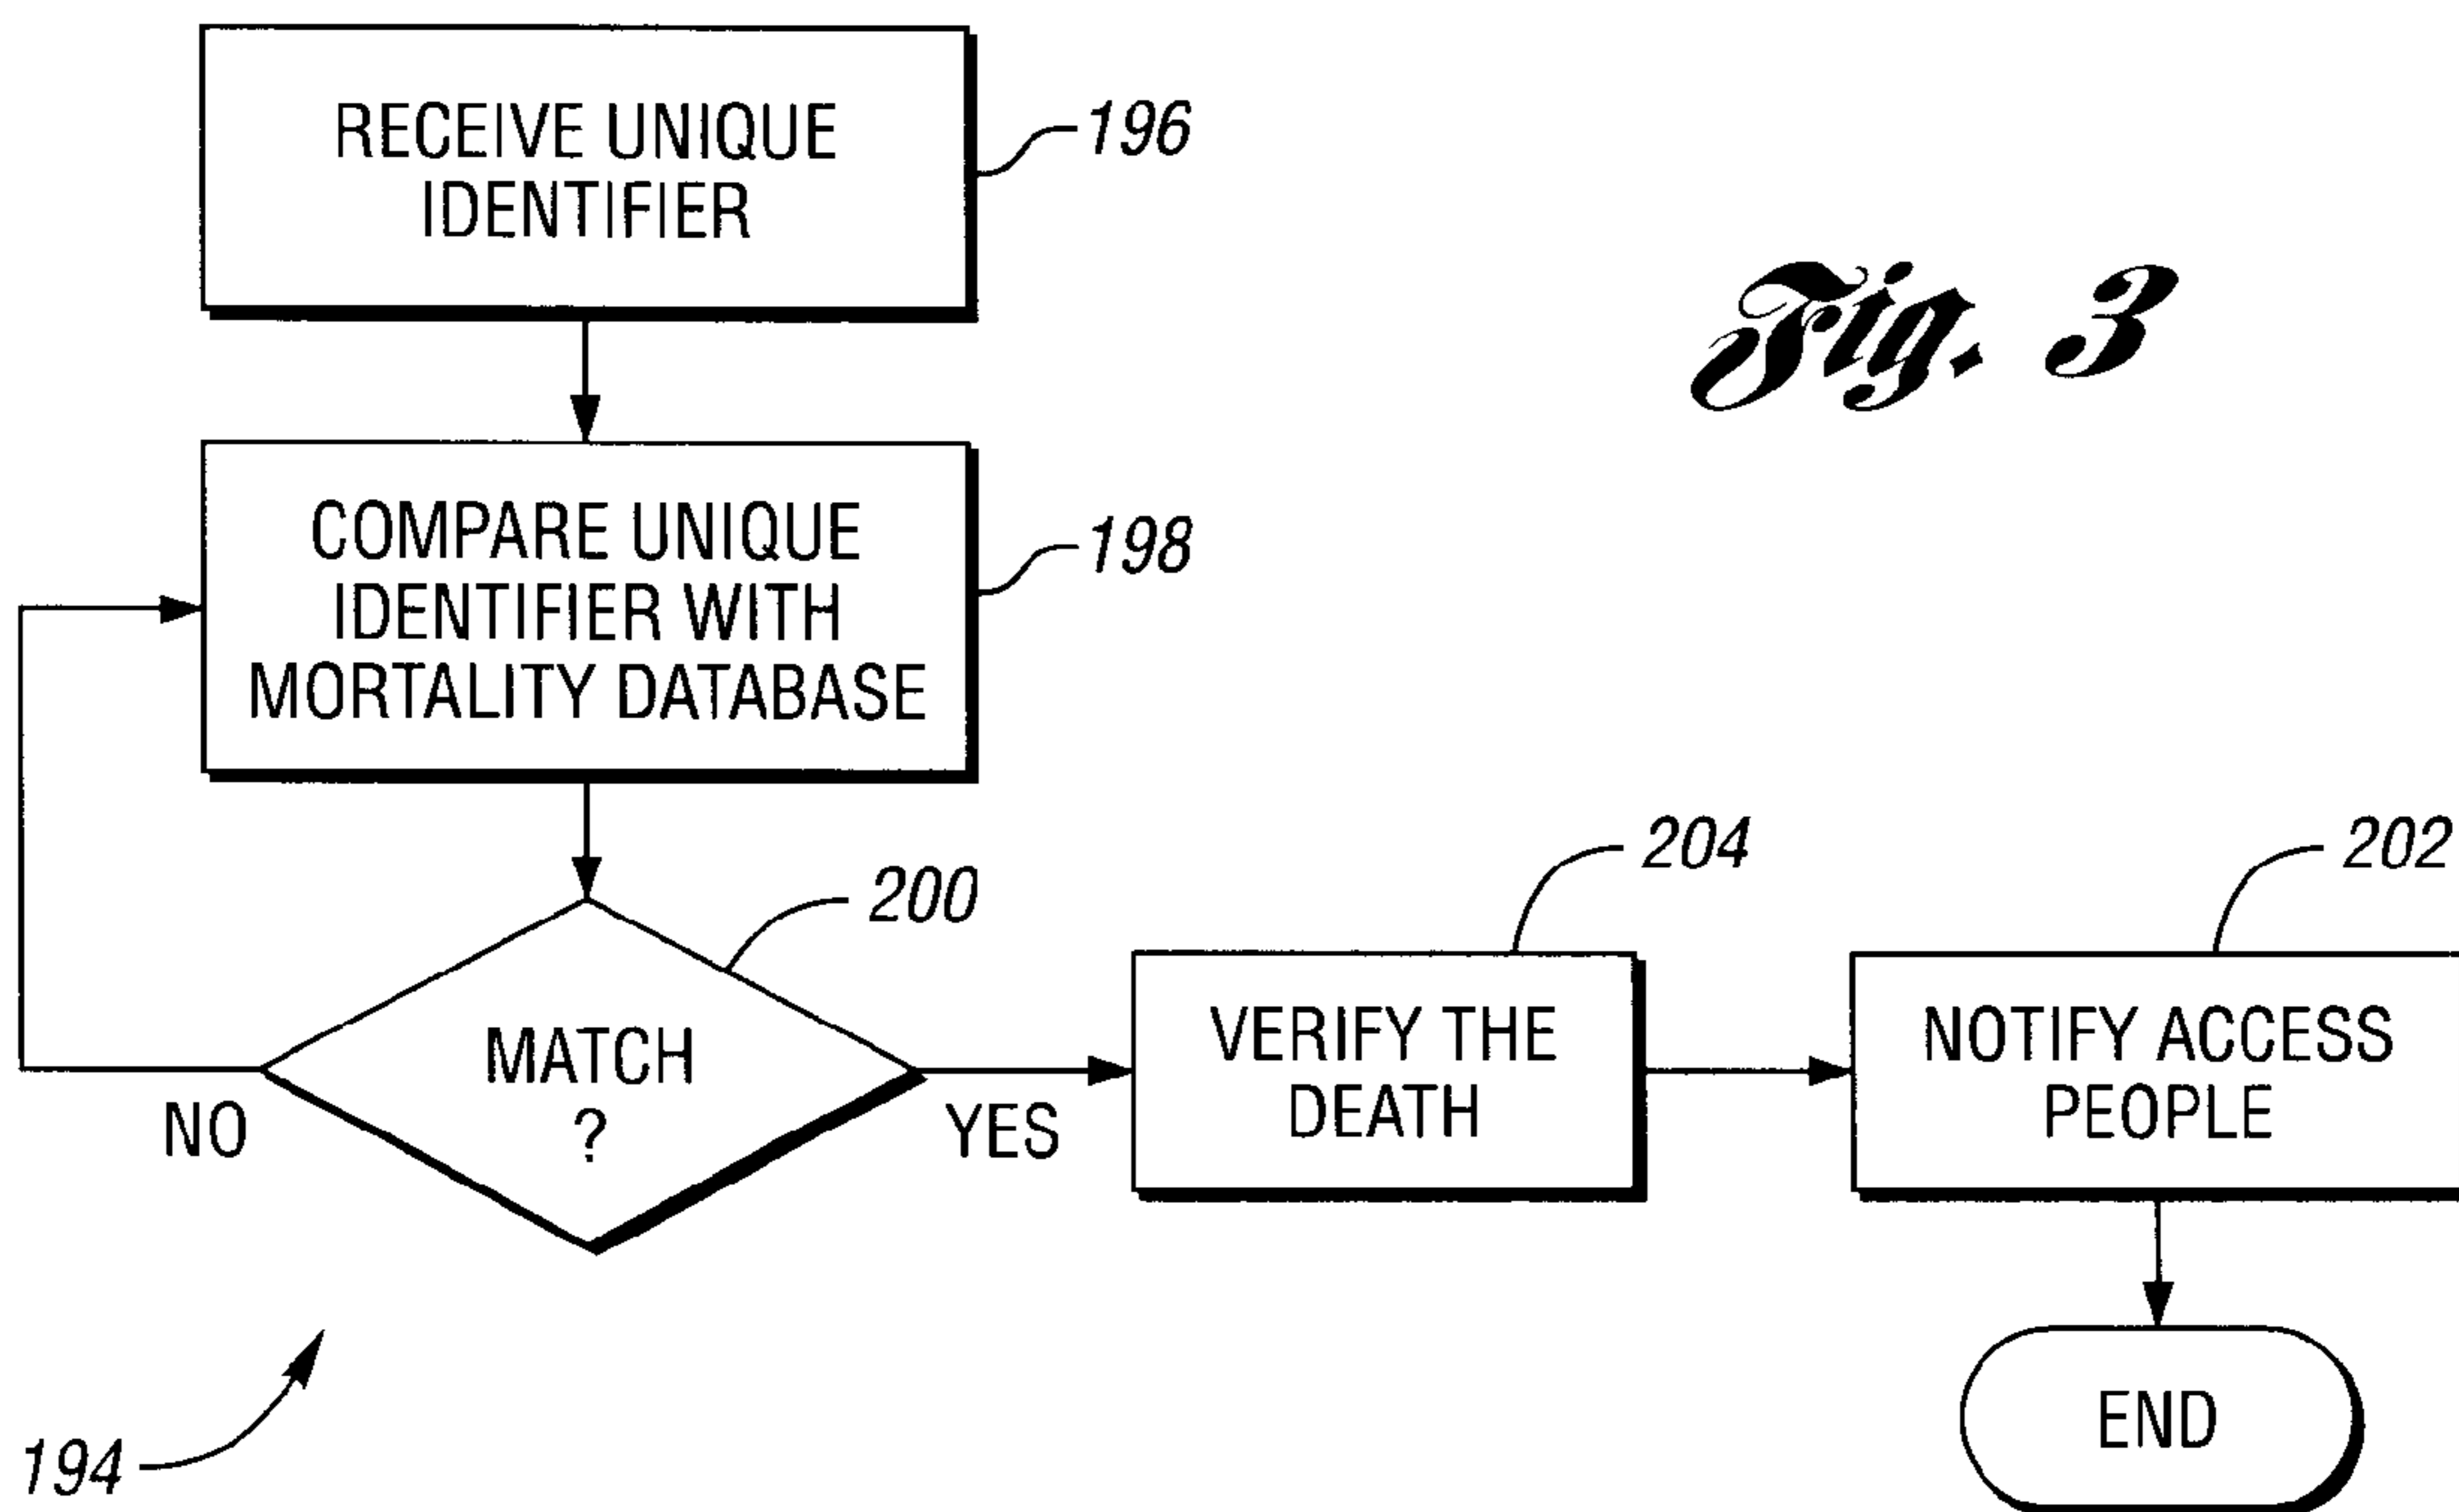 RECEIVE UNIQUE
IDENTIFIER
196
Fig. 3
COMPARE UNIQUE
IDENTIFIER WITH
MORTALITY DATABASE
198
200
MATCH
?
NO
YES
204
VERIFY THE
DEATH
202
NOTIFY ACCESS
PEOPLE
END
194